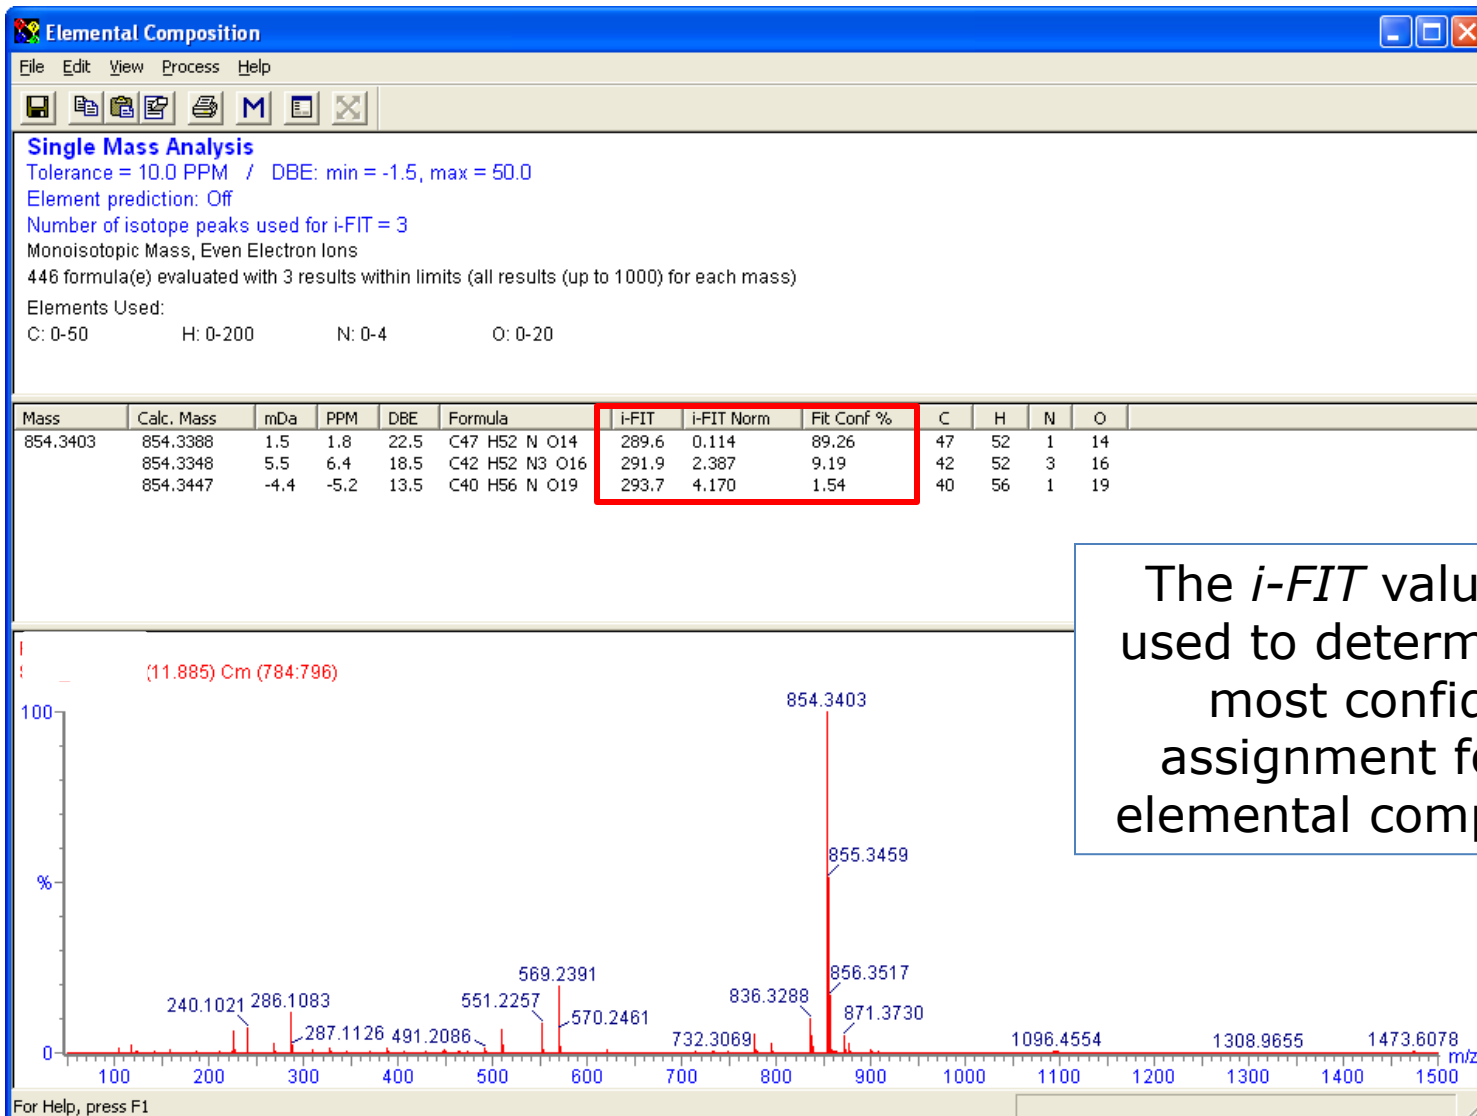 Elemental Composition
File Edit View Process Help
M
Single Mass Analysis
Tolerance = 10.0 PPM / DBE: min = -1.5, max = 50.0
Element prediction: Off
Number of isotope peaks used for i-FIT = 3
Monoisotopic Mass, Even Electron Ions
446 formula(e) evaluated with 3 results within limits (all results (up to 1000) for each mass)
Elements Used:
C: 0-50 H: 0-200 N: 0-4 O: 0-20
Mass Calc. Mass mDa PPM DBE Formula i-FIT i-FIT Norm Fit Conf % C H N O
854.3403 854.3388 1.5 1.8 22.5 C47 H52 N O14 289.6 0.114 89.26 47 52 1 14
854.3348 5.5 6.4 18.5 C42 H52 N3 O16 291.9 2.387 9.19 42 52 3 16
854.3447 -4.4 -5.2 13.5 C40 H56 N O19 293.7 4.170 1.54 40 56 1 19
The i-FIT valu
used to determ
most confid
assignment f
elemental com
(11.885) Cm (784:796)
100
%
0
854.3403
855.3459
856.3517
569.2391
240.1021
286.1083
551.2257
836.3288
871.3730
570.2461
287.1126
491.2086
732.3069
1096.4554
1308.9655
1473.6078
m/z
100 200 300 400 500 600 700 800 900 1000 1100 1200 1300 1400 1500
For Help, press F1